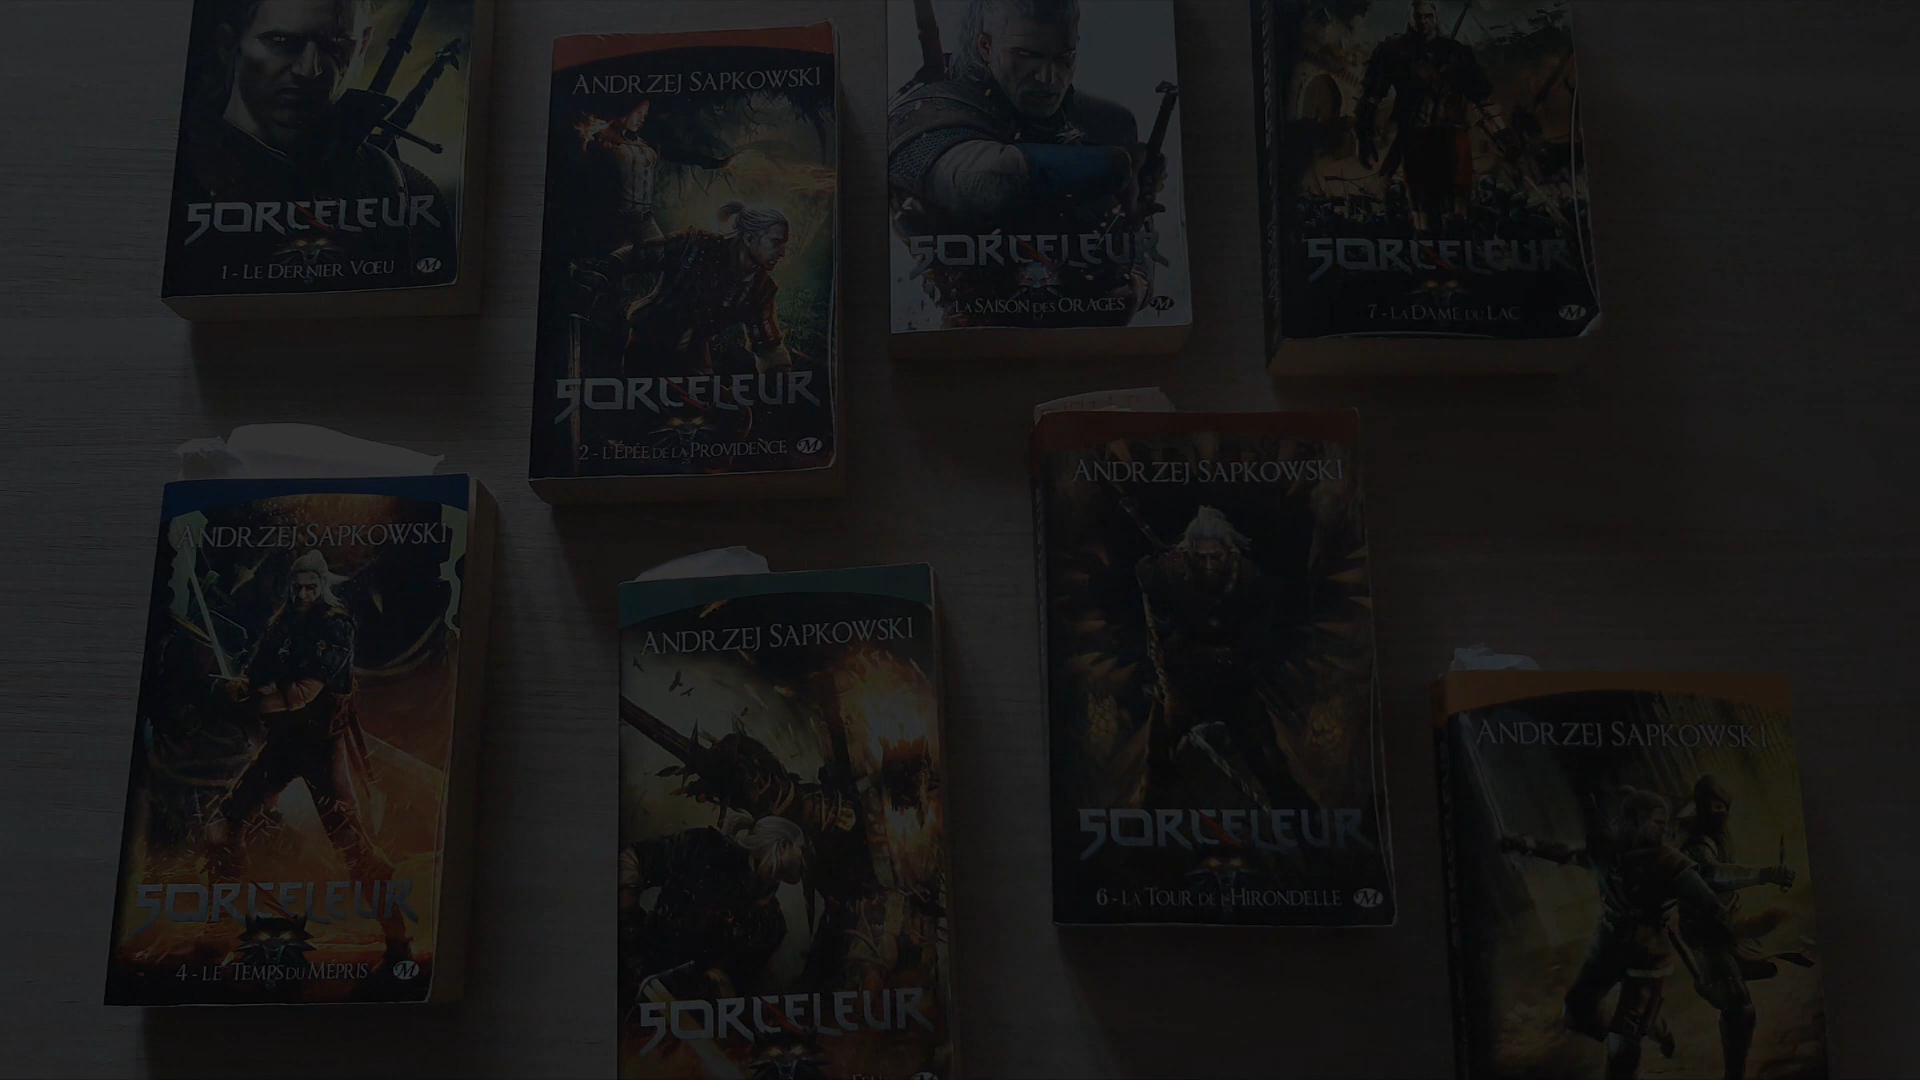 SORCELEUR
1 - LE DERNIER VŒU
M
ANDRZEJ SAPKOWSKI
SORCELEUR
2 - L'ÉPÉE DE LA PROVIDENCE
M
SORCELEUR
LA SAISON DES ORAGES
M
SORCELEUR
7 - LA DAME DU LAC
M
ANDRZEJ SAPKOWSKI
SORCELEUR
4 - LE TEMPS DU MÉPRIS
M
ANDRZEJ SAPKOWSKI
SORCELEUR
ANDRZEJ SAPKOWSKI
SORCELEUR
6 - LA TOUR DE L'HIRONDELLE
M
ANDRZEJ SAPKOWSKI